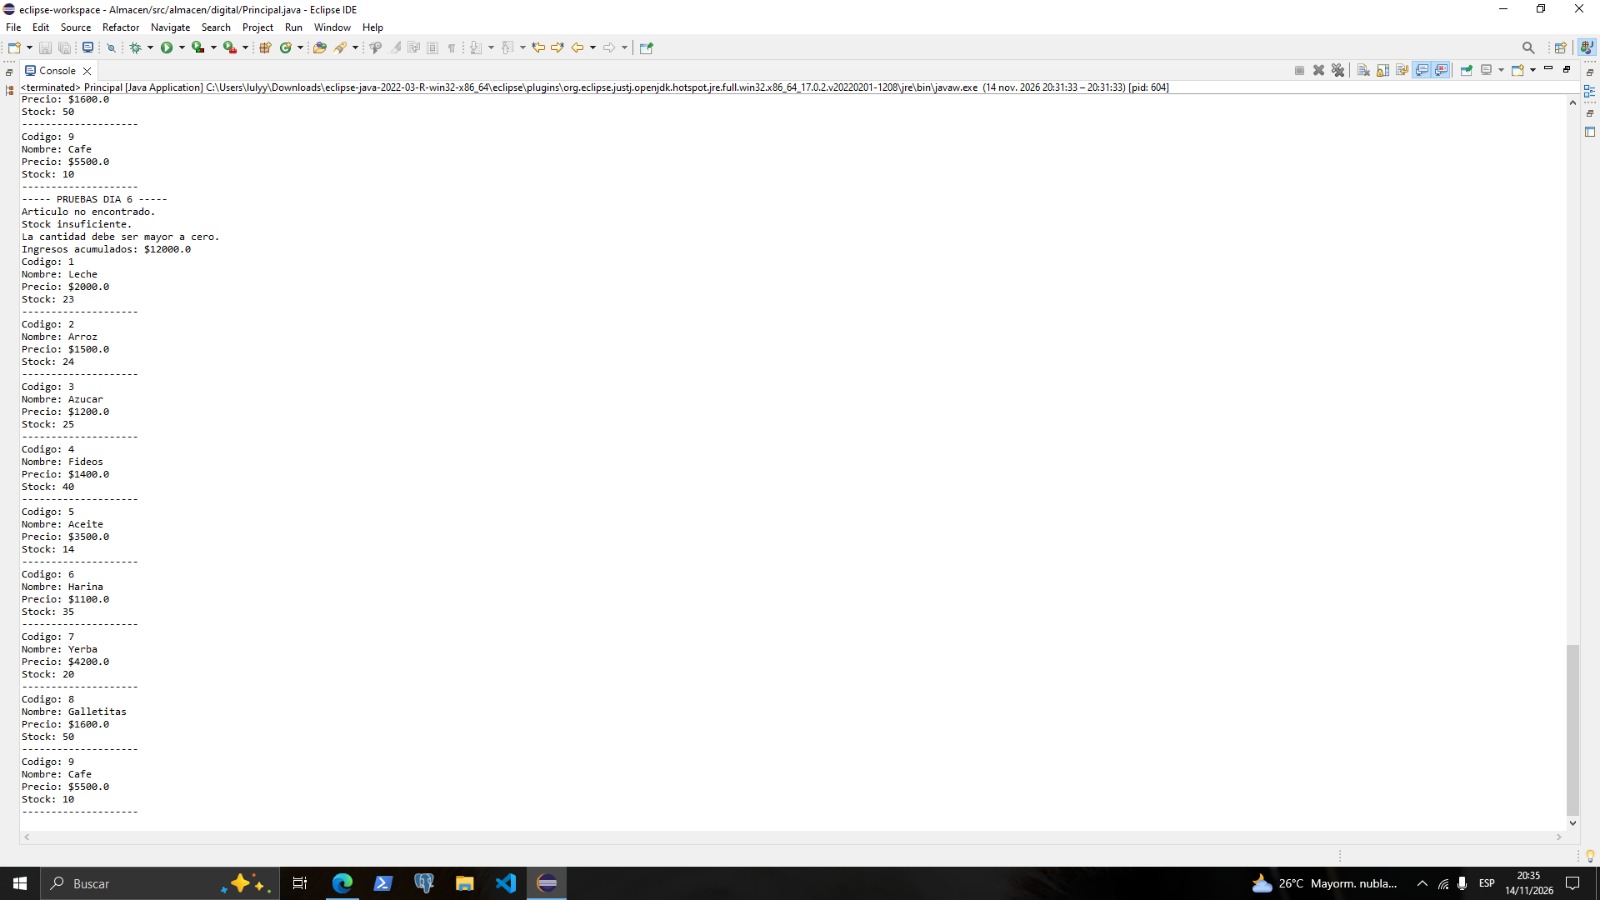 eclipse-workspace - Almacen/src/almacen/digital/Principal.java - Eclipse IDE
File Edit Source Refactor Navigate Search Project Run Window Help
Console
<terminated> Principal [Java Application] C:\Users\lulyy\Downloads\eclipse-java-2022-03-R-win32-x86_64\eclipse\plugins\org.eclipse.justj.openjdk.hotspot.jre.full.win32.x86_64_17.0.2.v20220201-1208\jre\bin\javaw.exe (14 nov. 2026 20:31:33 – 20:31:33) [pid: 604]
Precio: $1600.0
Stock: 50
--------------------
Codigo: 9
Nombre: Cafe
Precio: $5500.0
Stock: 10
--------------------
----- PRUEBAS DIA 6 -----
Articulo no encontrado.
Stock insuficiente.
La cantidad debe ser mayor a cero.
Ingresos acumulados: $12000.0
Codigo: 1
Nombre: Leche
Precio: $2000.0
Stock: 23
--------------------
Codigo: 2
Nombre: Arroz
Precio: $1500.0
Stock: 24
--------------------
Codigo: 3
Nombre: Azucar
Precio: $1200.0
Stock: 25
--------------------
Codigo: 4
Nombre: Fideos
Precio: $1400.0
Stock: 40
--------------------
Codigo: 5
Nombre: Aceite
Precio: $3500.0
Stock: 14
--------------------
Codigo: 6
Nombre: Harina
Precio: $1100.0
Stock: 35
--------------------
Codigo: 7
Nombre: Yerba
Precio: $4200.0
Stock: 20
--------------------
Codigo: 8
Nombre: Galletitas
Precio: $1600.0
Stock: 50
--------------------
Codigo: 9
Nombre: Cafe
Precio: $5500.0
Stock: 10
--------------------
Buscar
26°C Mayorm. nubla...
ESP
20:35
14/11/2026